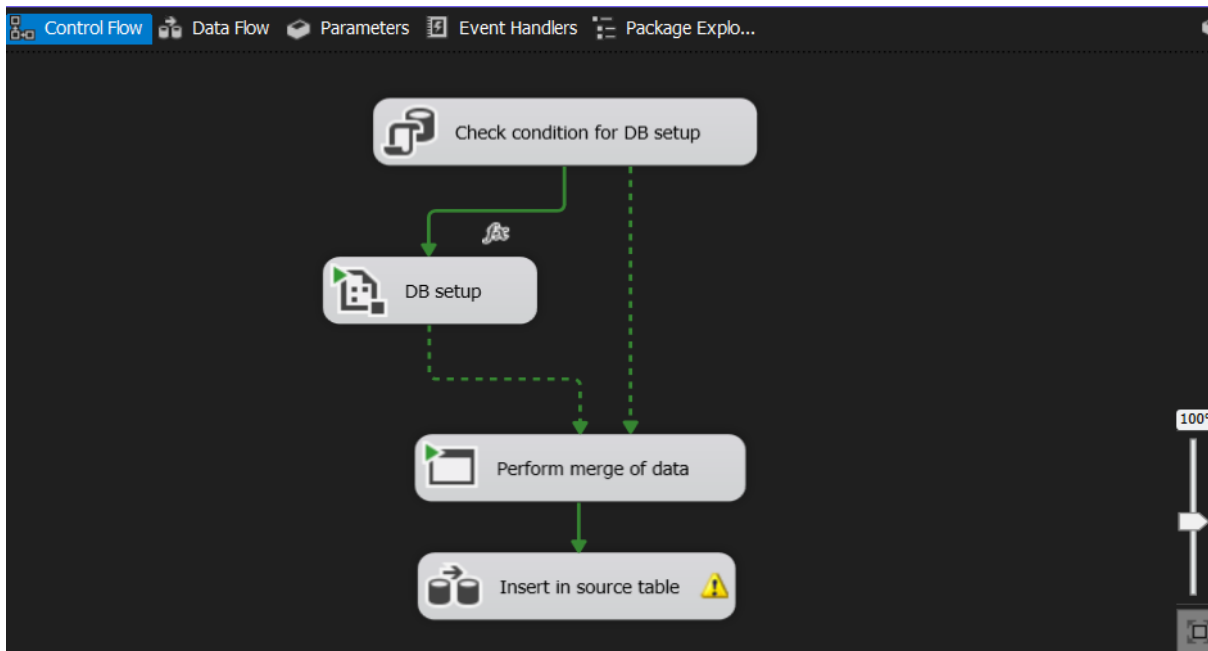 Control Flow Data Flow Parameters Event Handlers Package Explo...
Check condition for DB setup
fx
DB setup
100%
Perform merge of data
Insert in source table